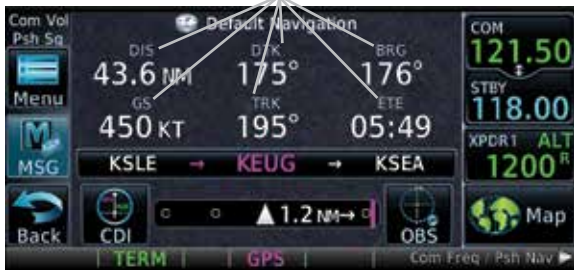 Com Vol
Psh Sq
Default Navigation
COM
121.50
STBY
118.00
XPDR1 ALT
1200 R
Map
Menu
MSG
Back
DIS DTK BRG
43.6 NM 175° 176°
GS TRK ETE
450 KT 195° 05:49
KSLE → KEUG → KSEA
CDI
1.2 NM→
OBS
TERM GPS Com Freq / Psh Nav